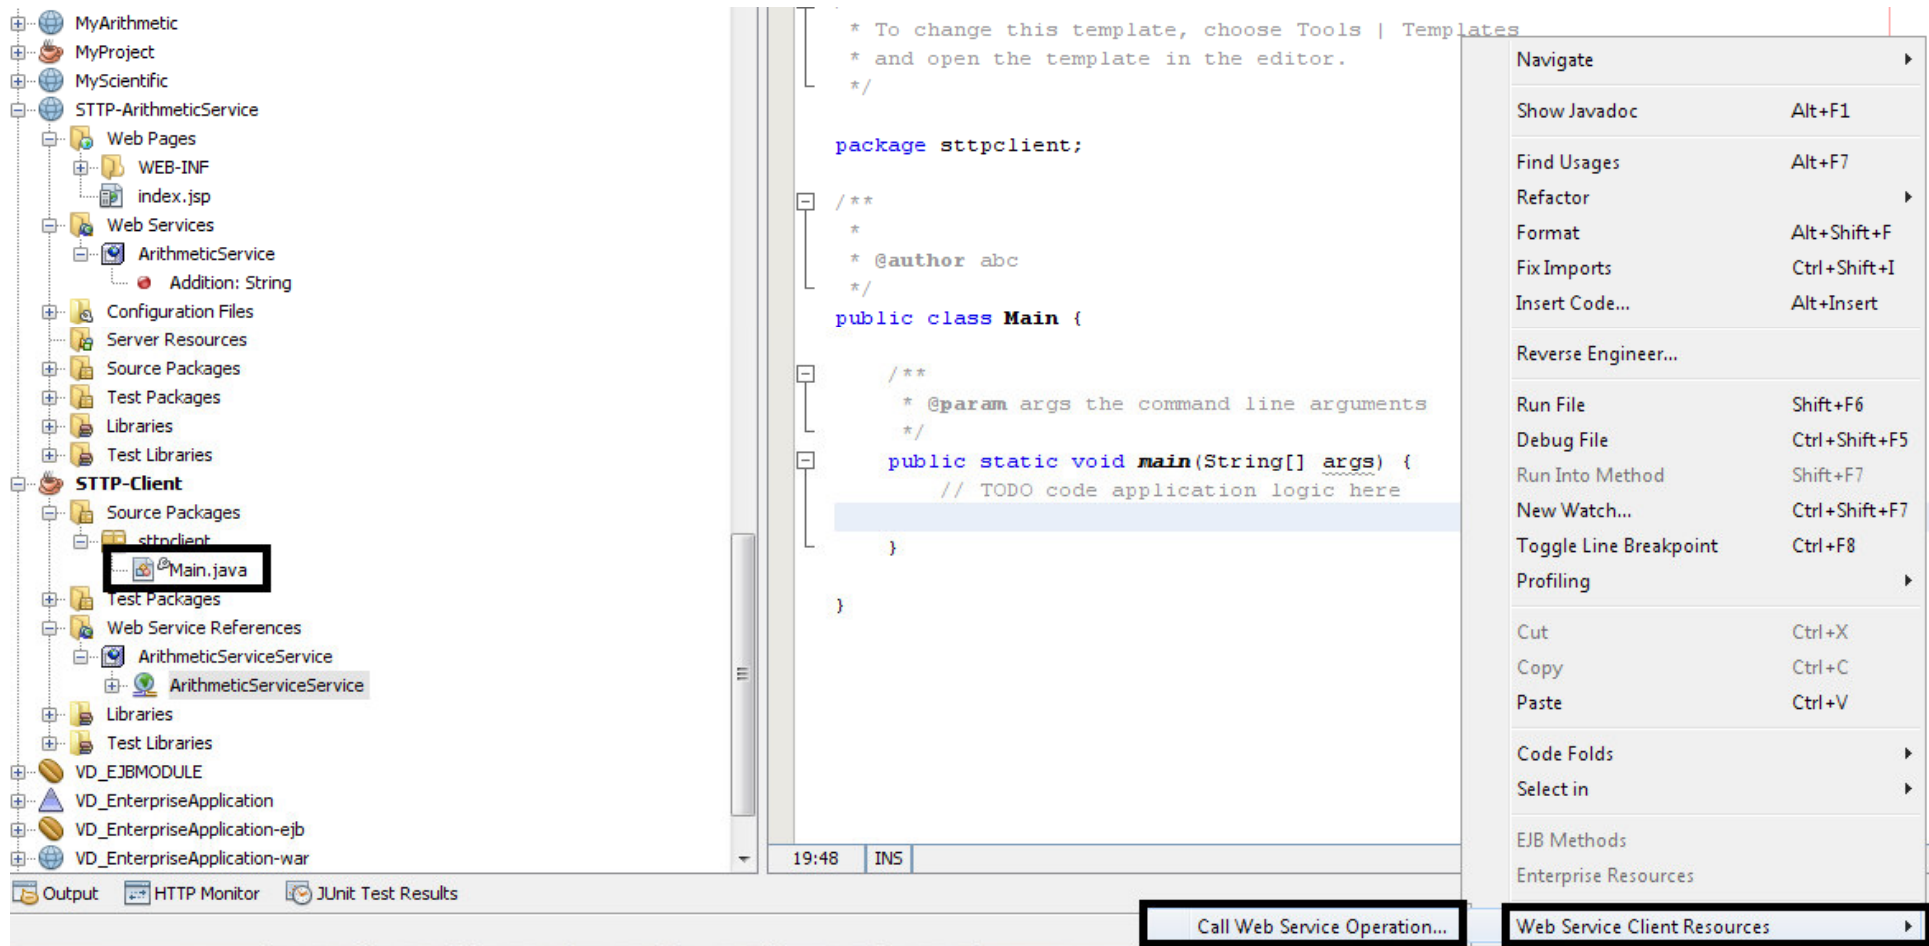 MyArithmetic
MyProject
MyScientific
STTP-ArithmeticService
Web Pages
WEB-INF
index.jsp
Web Services
ArithmeticService
Addition: String
Configuration Files
Server Resources
Source Packages
Test Packages
Libraries
Test Libraries
STTP-Client
Source Packages
sttpclient
Main.java
Test Packages
Web Service References
ArithmeticServiceService
ArithmeticServiceService
Libraries
Test Libraries
VD_EJBMODULE
VD_EnterpriseApplication
VD_EnterpriseApplication-ejb
VD_EnterpriseApplication-war
* To change this template, choose Tools | Templates
* and open the template in the editor.
*/
package sttpclient;
/**
*
* @author abc
*/
public class Main {
/**
* @param args the command line arguments
*/
public static void main(String[] args) {
// TODO code application logic here
}
}
19:48 INS
Navigate
Show Javadoc Alt+F1
Find Usages Alt+F7
Refactor
Format Alt+Shift+F
Fix Imports Ctrl+Shift+I
Insert Code... Alt+Insert
Reverse Engineer...
Run File Shift+F6
Debug File Ctrl+Shift+F5
Run Into Method Shift+F7
New Watch... Ctrl+Shift+F7
Toggle Line Breakpoint Ctrl+F8
Profiling
Cut Ctrl+X
Copy Ctrl+C
Paste Ctrl+V
Code Folds
Select in
EJB Methods
Enterprise Resources
Web Service Client Resources
Call Web Service Operation...
Output HTTP Monitor JUnit Test Results